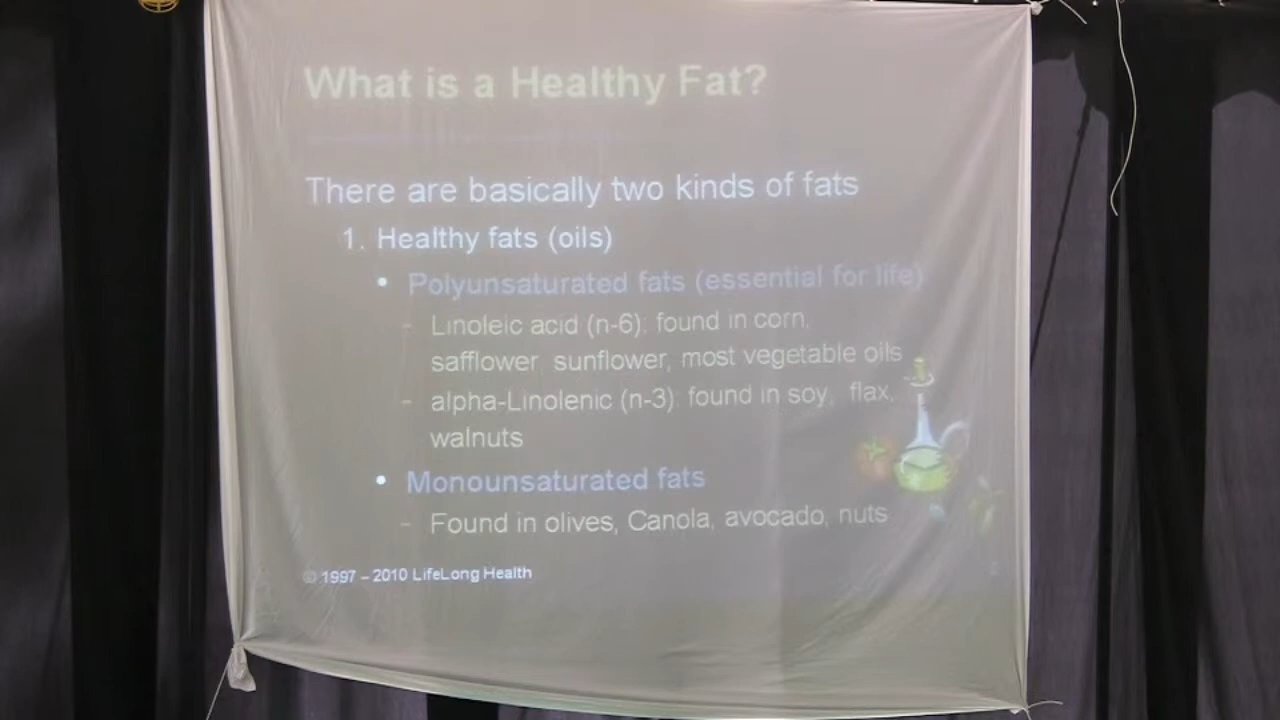 What is a Healthy Fat?
There are basically two kinds of fats
1. Healthy fats (oils)
• Polyunsaturated fats (essential for life)
- Linoleic acid (n-6): found in corn,
safflower, sunflower, most vegetable oils
- alpha-Linolenic (n-3): found in soy, flax,
walnuts
• Monounsaturated fats
- Found in olives, Canola, avocado, nuts
© 1997 – 2010 LifeLong Health